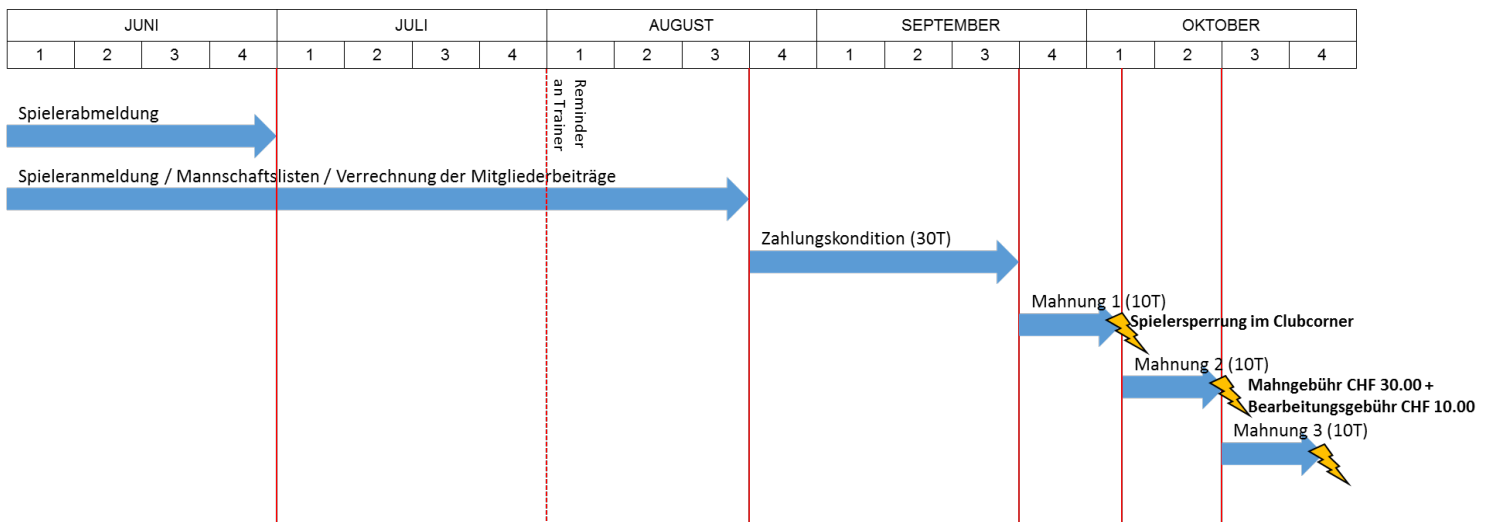 JUNI JULI AUGUST SEPTEMBER OKTOBER
1 2 3 4 1 2 3 4 1 2 3 4 1 2 3 4 1 2 3 4
Reminder
an Trainer
Spielerabmeldung
Spieleranmeldung / Mannschaftslisten / Verrechnung der Mitgliederbeiträge
Zahlungskondition (30T)
Mahnung 1 (10T)
Spielersperrung im Clubcorner
Mahnung 2 (10T)
Mahngebühr CHF 30.00 +
Bearbeitungsgebühr CHF 10.00
Mahnung 3 (10T)